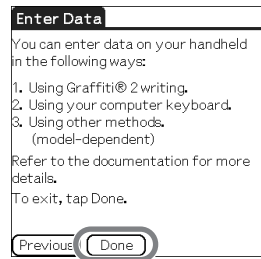 Enter Data
You can enter data on your handheld
in the following ways:
1. Using Graffiti® 2 writing.
2. Using your computer keyboard.
3. Using other methods.
(model-dependent)
Refer to the documentation for more
details.
To exit, tap Done.
Previous Done